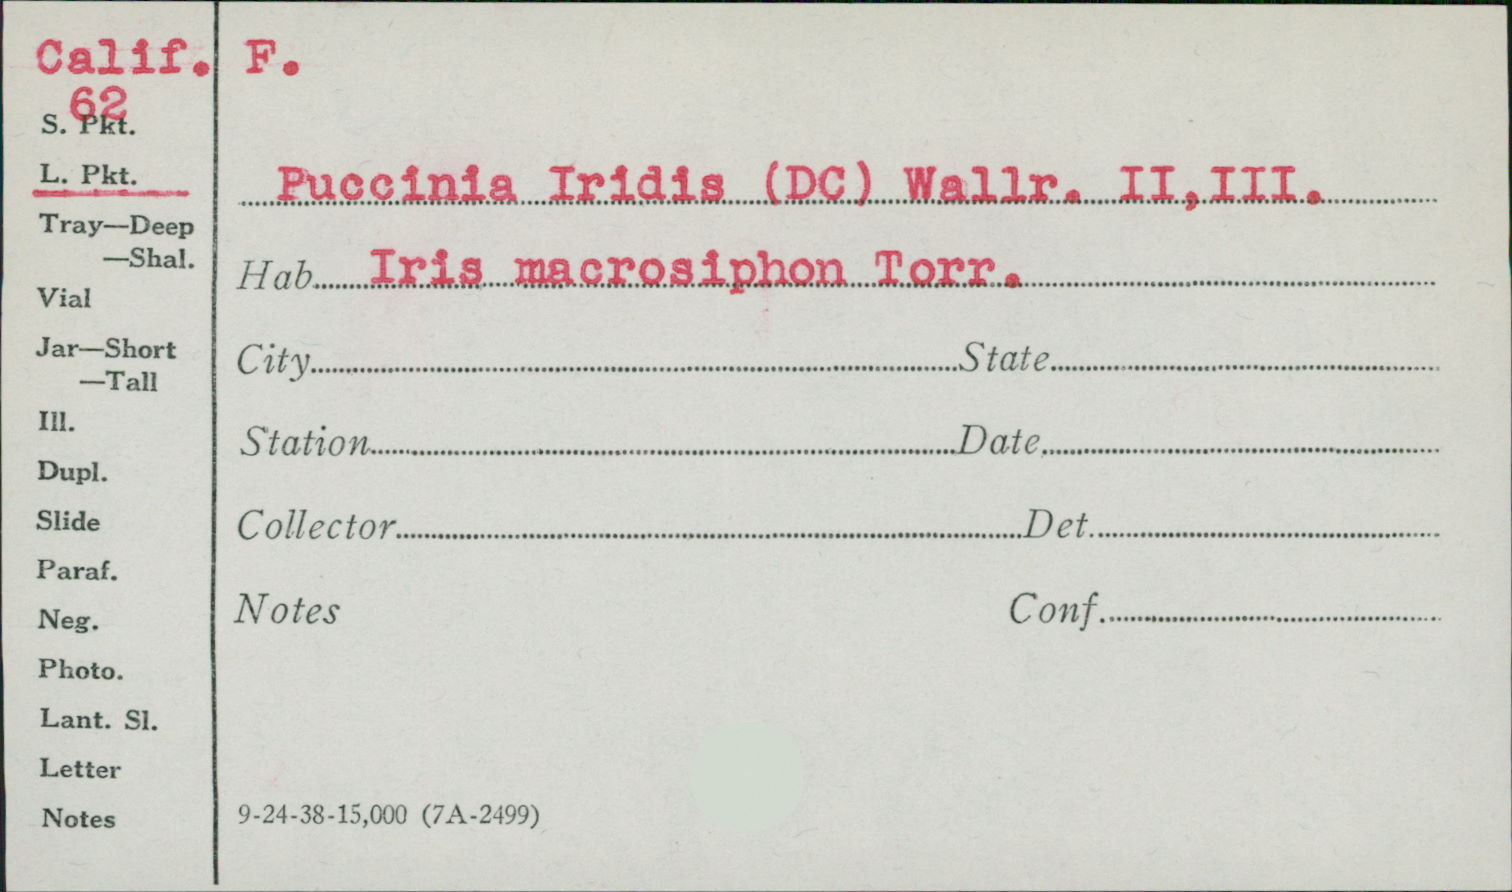 Calif. F.
62
S. Pkt.
L. Pkt.
Puccinia Iridis (DC) Wallr. II,III.
Tray—Deep
—Shal.
Hab. Iris macrosiphon Torr.
Vial
Jar—Short
—Tall
City State
Ill.
Station Date
Dupl.
Slide
Collector Det.
Paraf.
Neg.
Notes Conf.
Photo.
Lant. Sl.
Letter
Notes
9-24-38-15,000 (7A-2499)